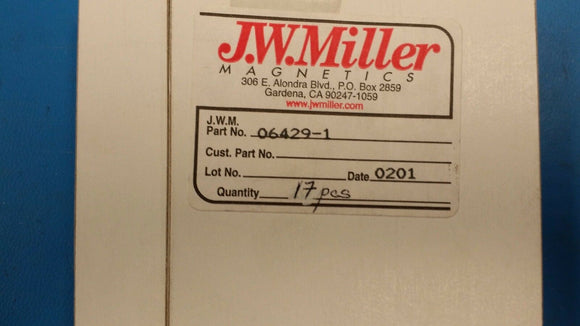 J.W.Miller
MAGNETICS
306 E. Alondra Blvd., P.O. Box 2859
Gardena, CA 90247-1059
www.jwmiller.com
J.W.M.
Part No. 06429-1
Cust. Part No.
Lot No. Date 0201
Quantity 17 pcs